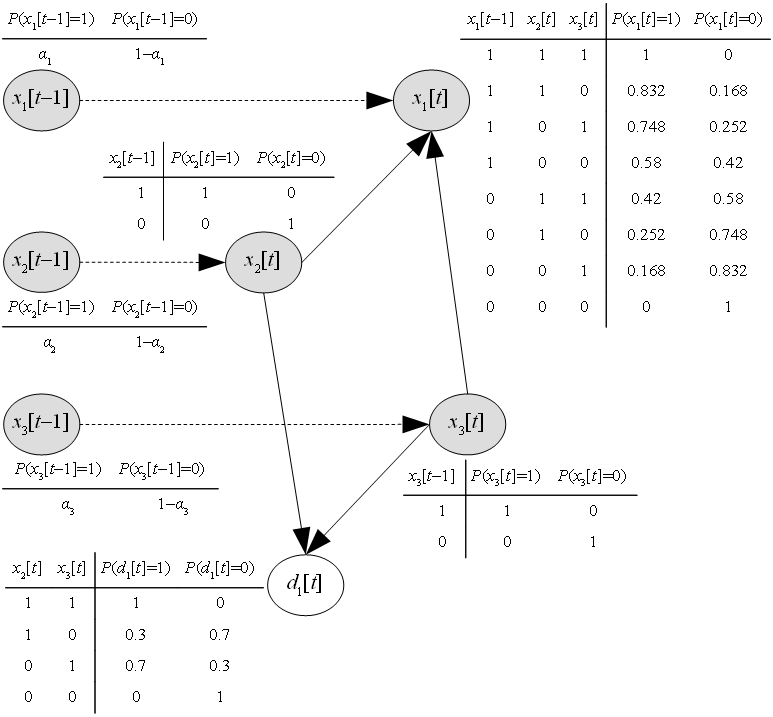 P(x₁[t−1]=1) P(x₁[t−1]=0)
α₁ 1−α₁
x₁[t−1]
x₁[t]
x₁[t−1] x₂[t] x₃[t] P(x₁[t]=1) P(x₁[t]=0)
1 1 1 1 0
1 1 0 0.832 0.168
1 0 1 0.748 0.252
1 0 0 0.58 0.42
0 1 1 0.42 0.58
0 1 0 0.252 0.748
0 0 1 0.168 0.832
0 0 0 0 1
x₂[t−1] P(x₂[t]=1) P(x₂[t]=0)
1 1 0
0 0 1
x₂[t−1]
x₂[t]
P(x₂[t−1]=1) P(x₂[t−1]=0)
α₂ 1−α₂
x₃[t−1]
x₃[t]
P(x₃[t−1]=1) P(x₃[t−1]=0)
α₃ 1−α₃
x₃[t−1] P(x₃[t]=1) P(x₃[t]=0)
1 1 0
0 0 1
x₂[t] x₃[t] P(d₁[t]=1) P(d₁[t]=0)
1 1 1 0
1 0 0.3 0.7
0 1 0.7 0.3
0 0 0 1
d₁[t]